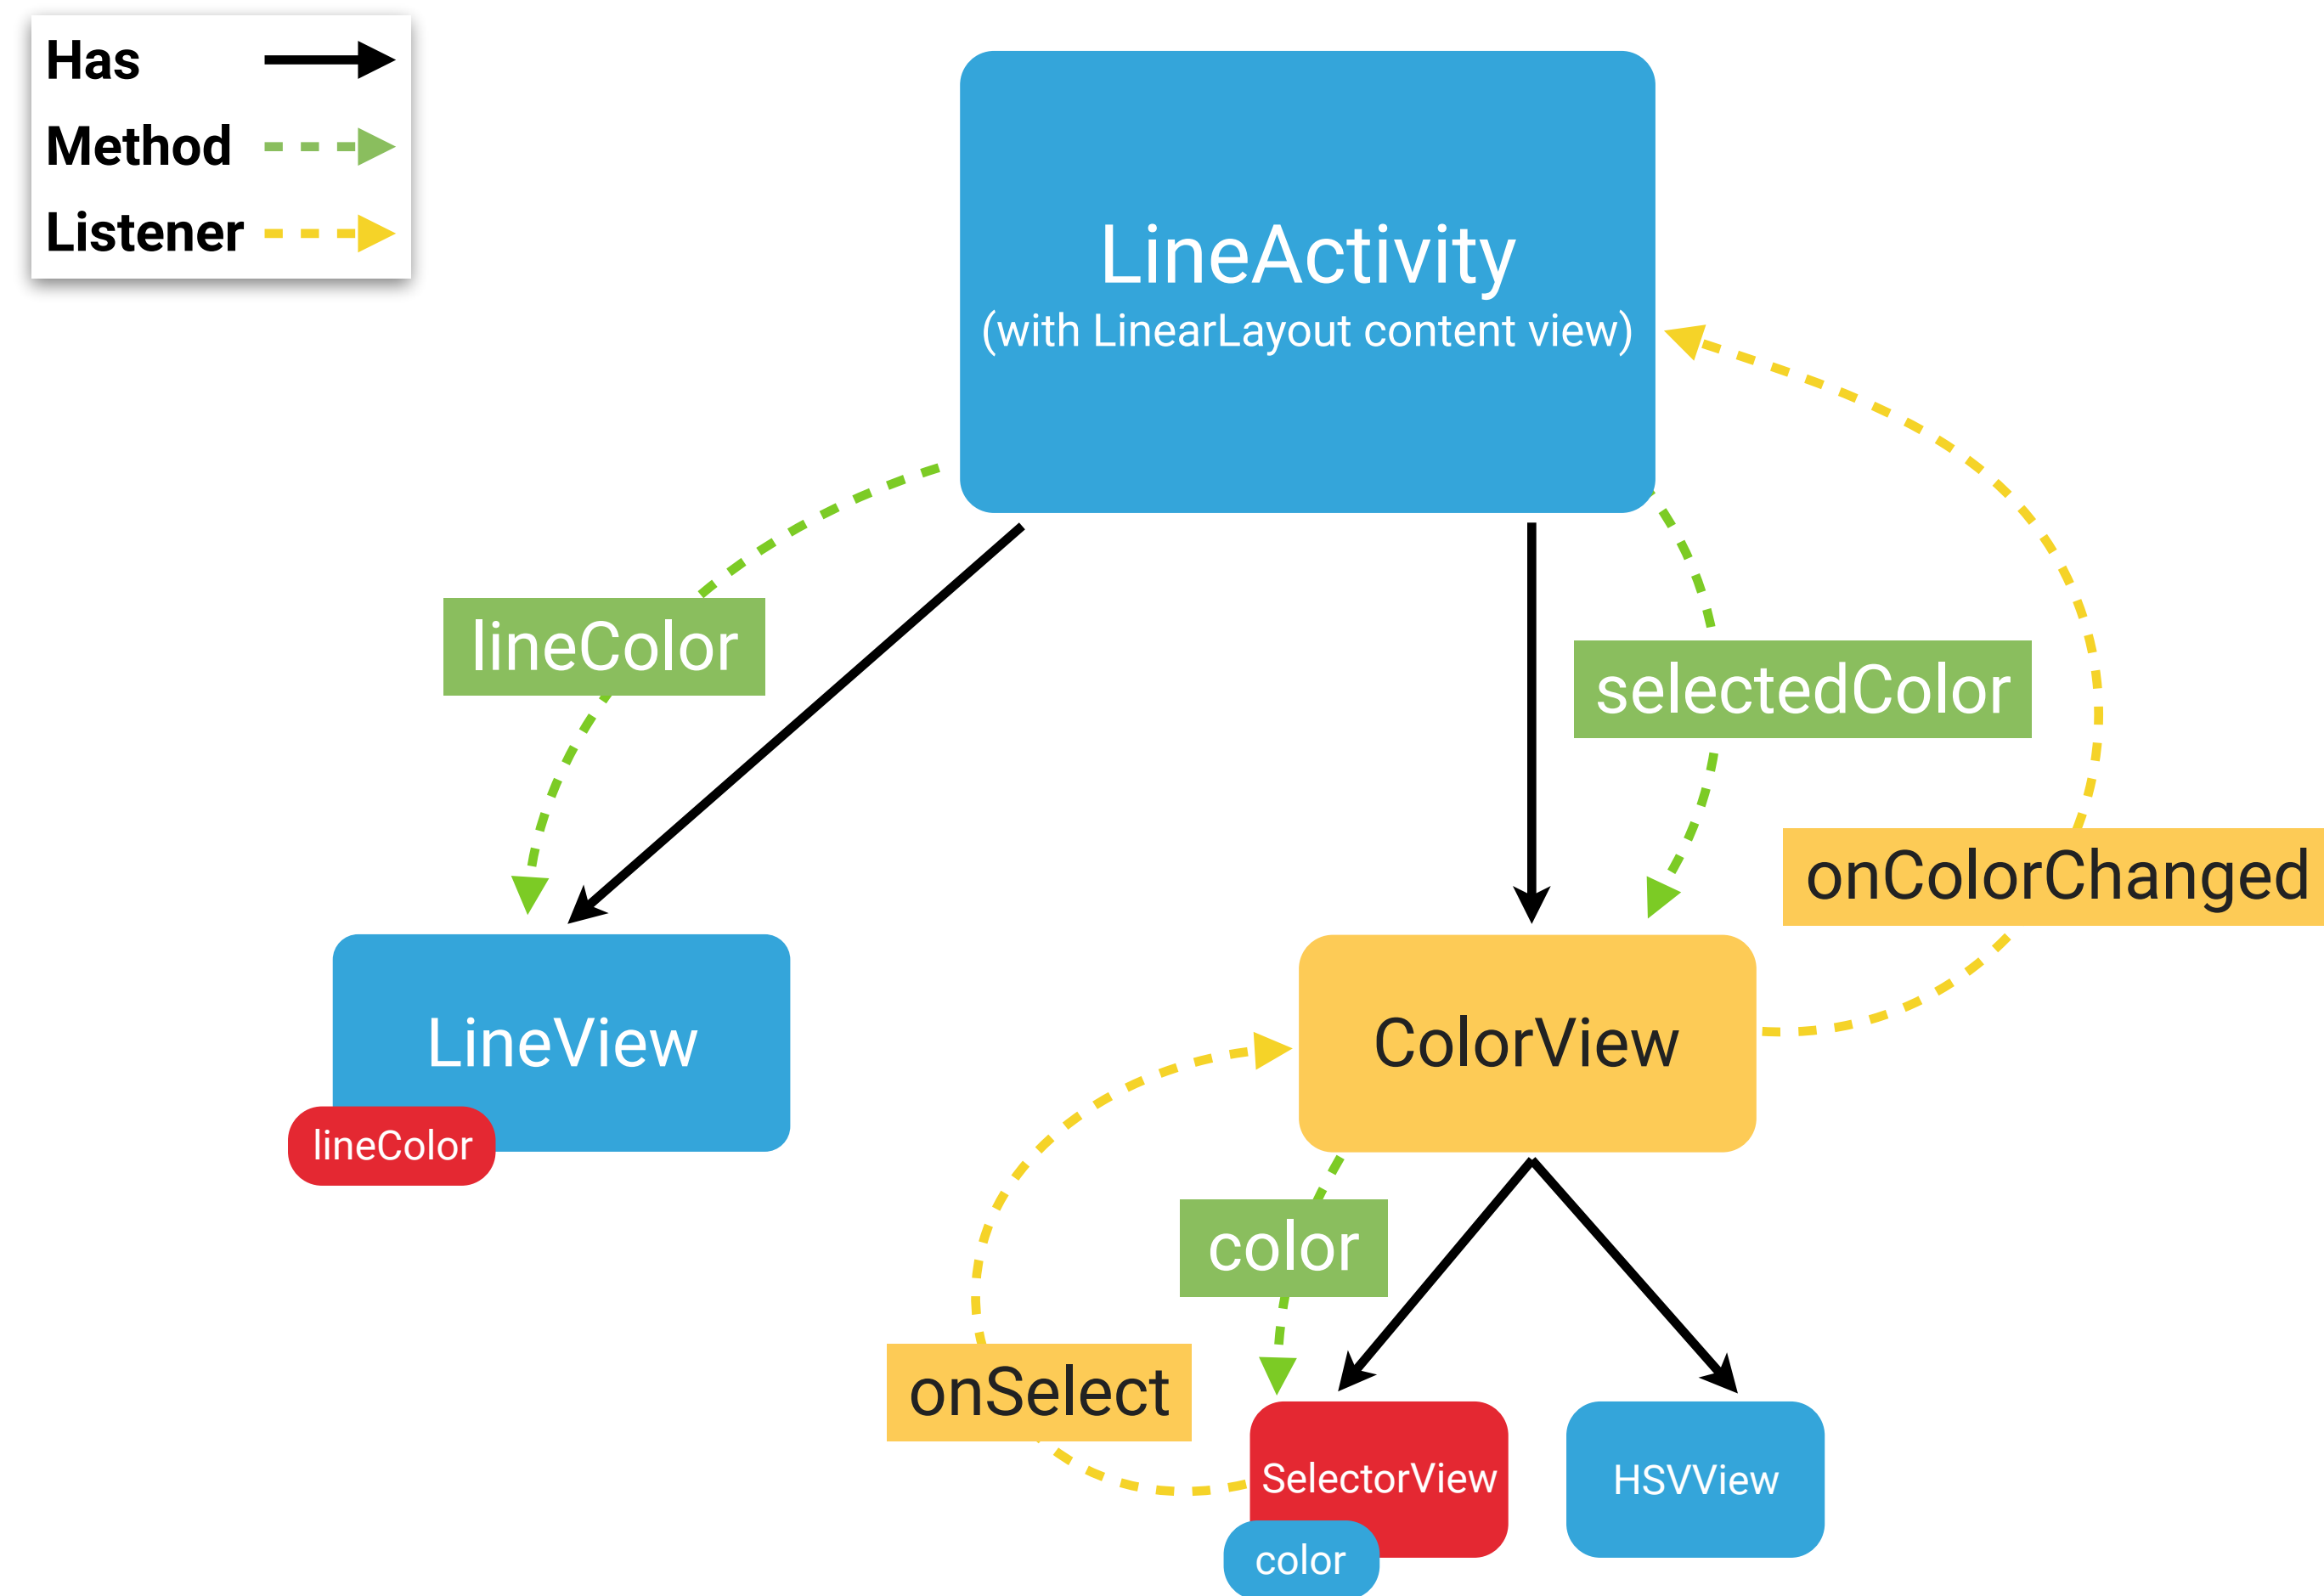 Has
Method
Listener
LineActivity
(with LinearLayout content view)
lineColor
selectedColor
onColorChanged
LineView
ColorView
lineColor
color
onSelect
SelectorView
HSVView
color